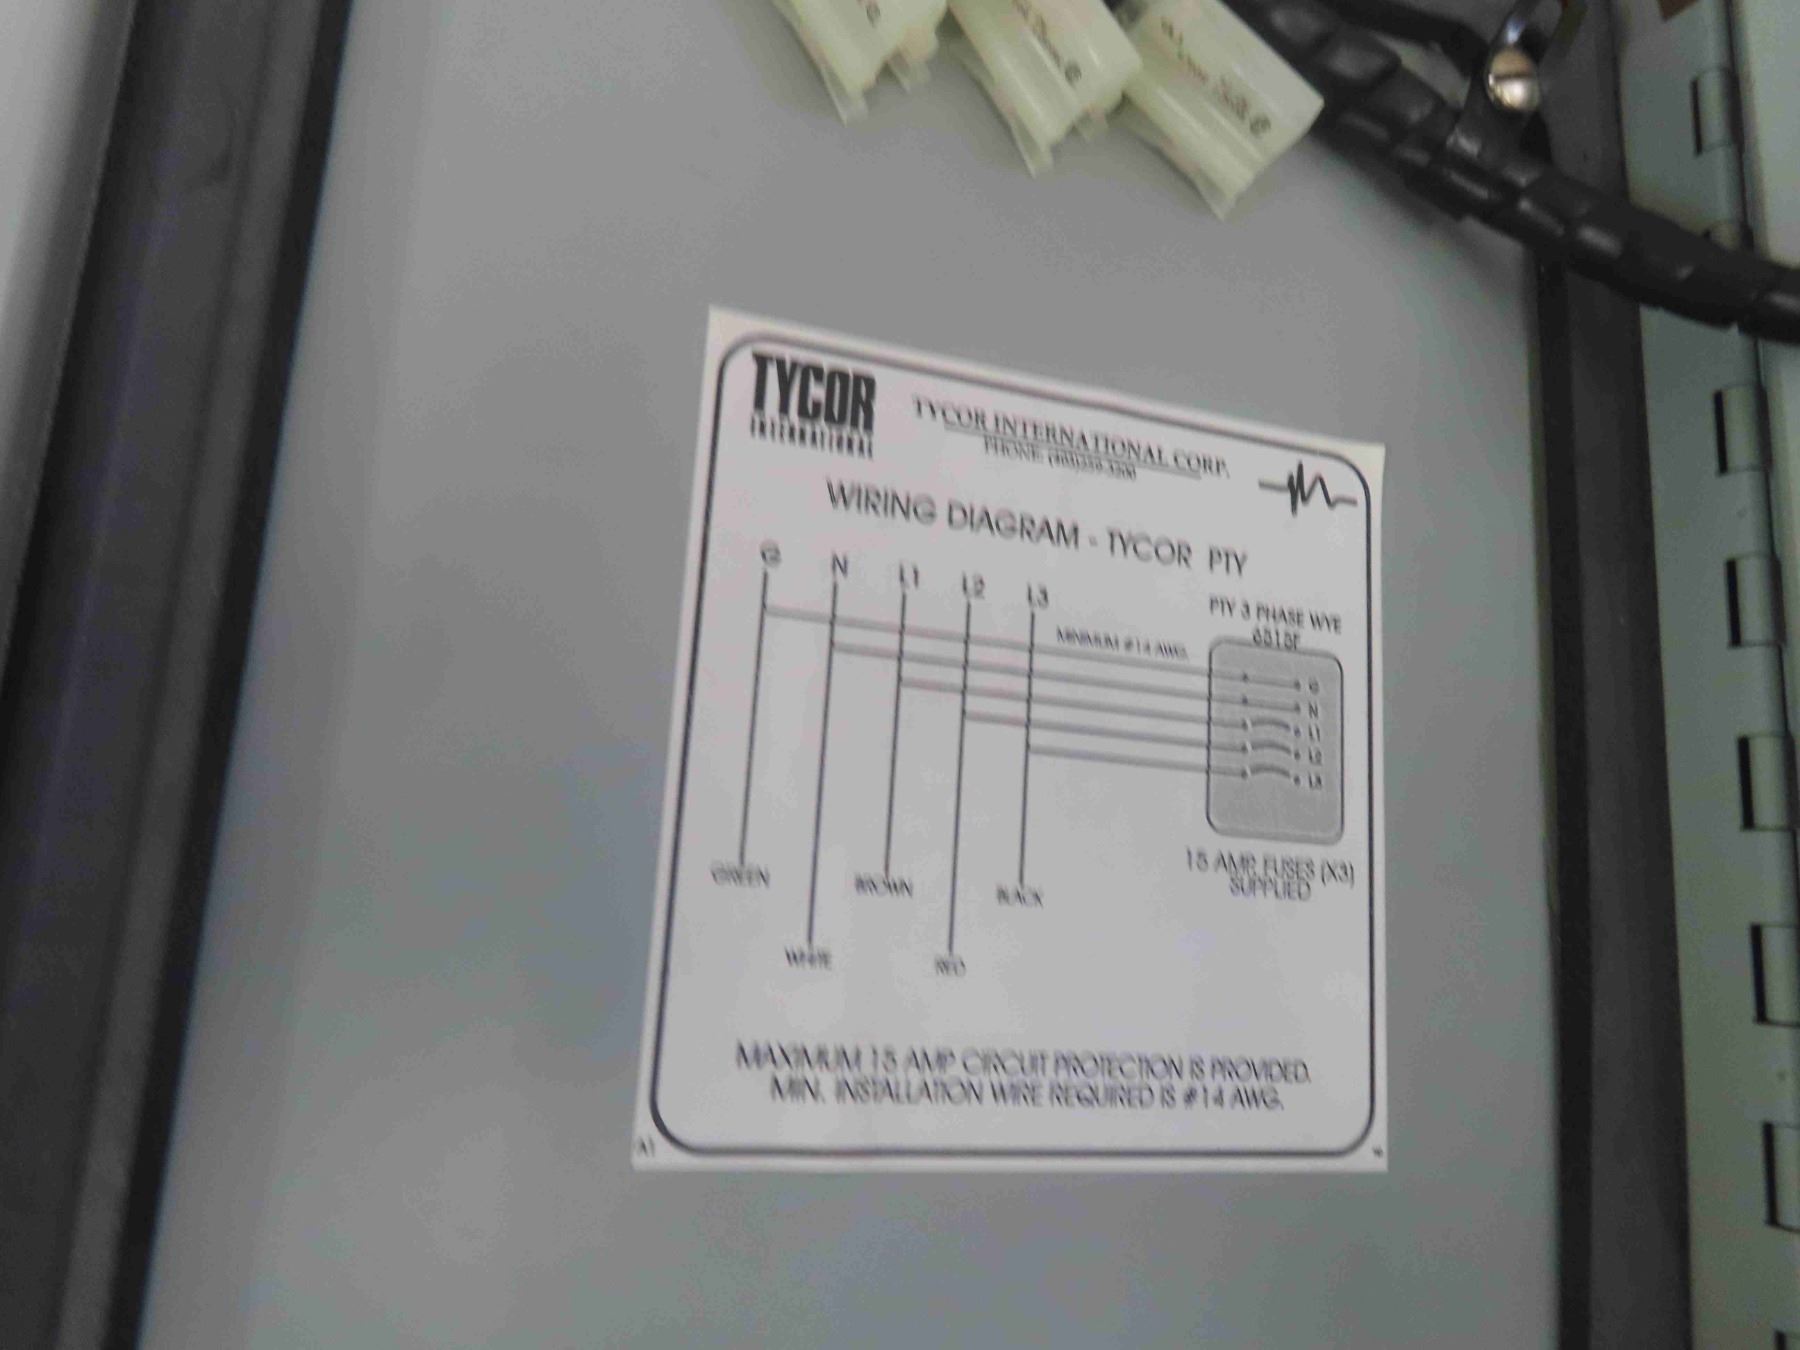 TYCOR
INTERNATIONAL
TYCOR INTERNATIONAL CORP.
PHONE:
WIRING DIAGRAM - TYCOR PTY
G N L1 L2 L3
PTY 3 PHASE WYE
MINIMUM #14 AWG.
G
N
L1
L2
L3
15 AMP FUSES (X3)
SUPPLIED
GREEN BROWN BLACK
WHITE RED
MAXIMUM 15 AMP CIRCUIT PROTECTION IS PROVIDED.
MIN. INSTALLATION WIRE REQUIRED IS #14 AWG.
A1